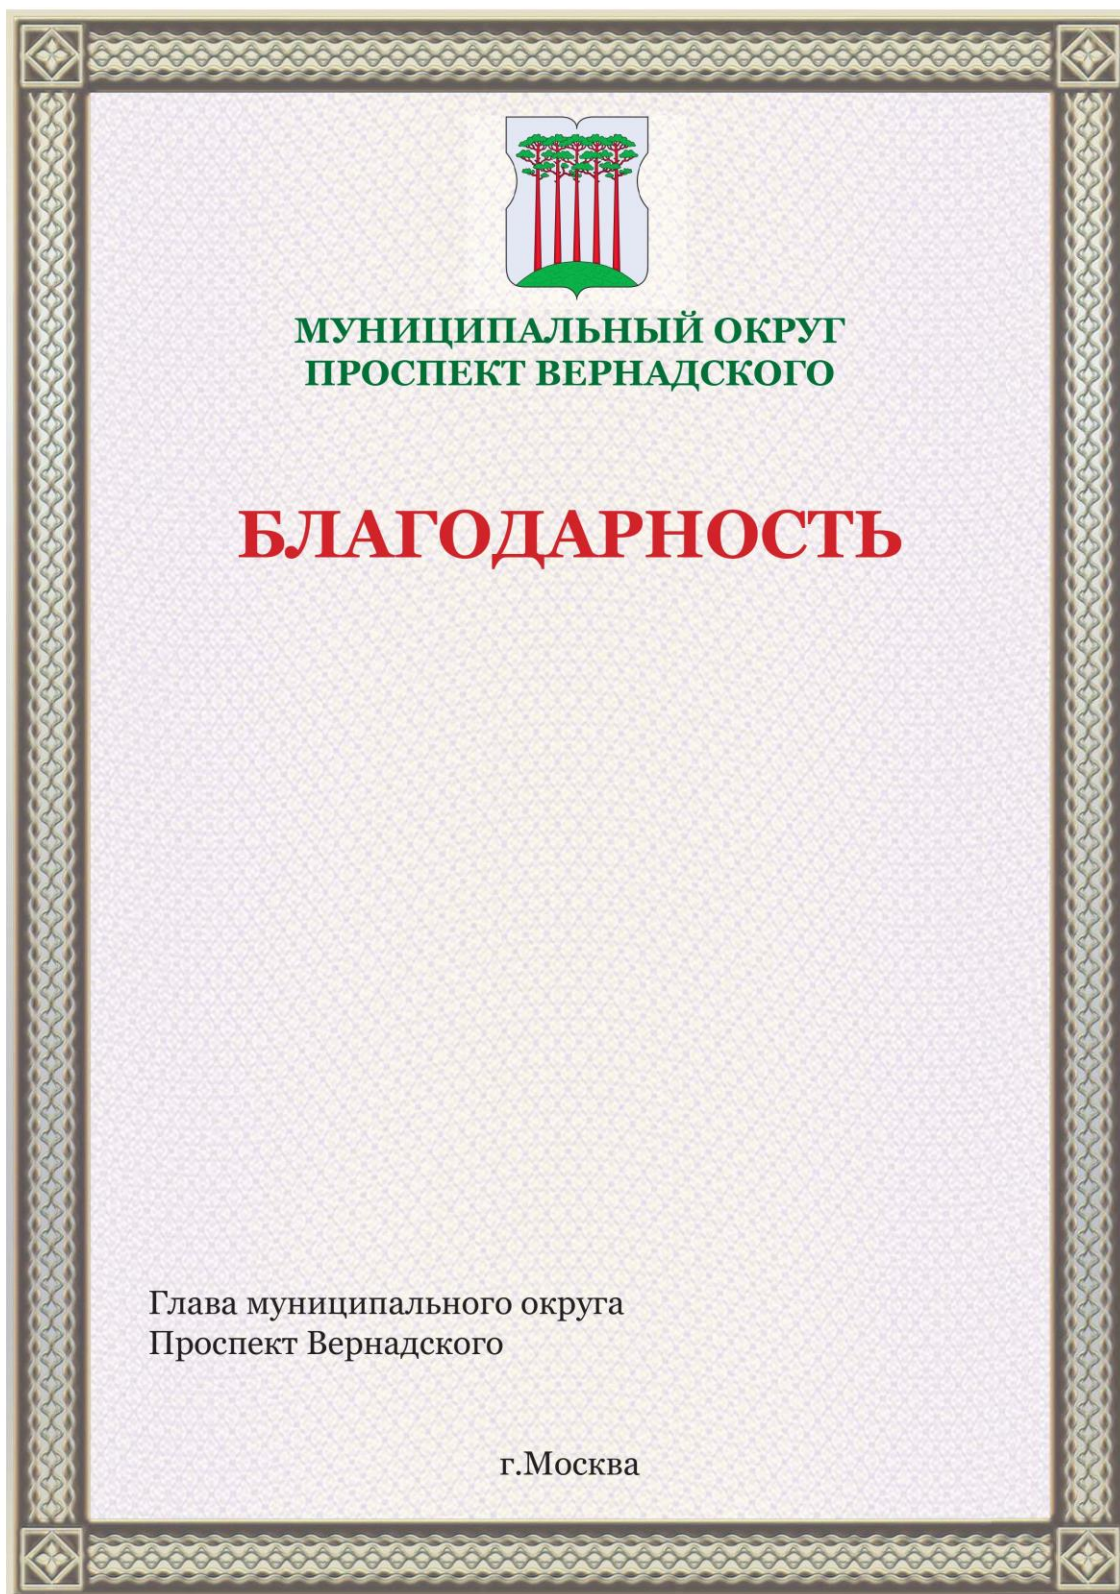 МУНИЦИПАЛЬНЫЙ ОКРУГ
ПРОСПЕКТ ВЕРНАДСКОГО
БЛАГОДАРНОСТЬ
Глава муниципального округа
Проспект Вернадского
г.Москва